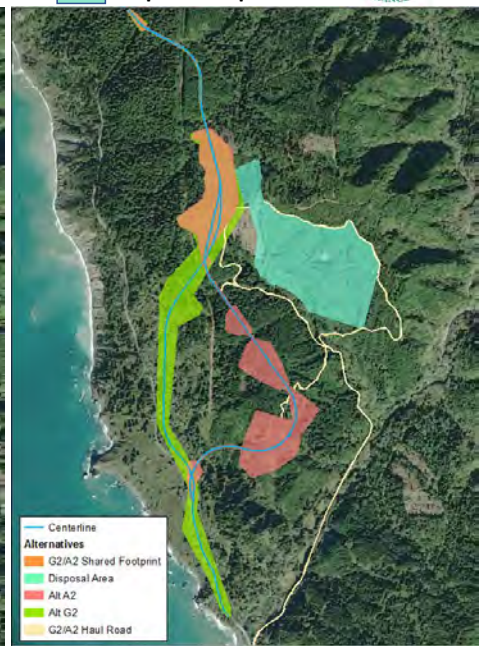 Centerline
Alternatives
G2/A2 Shared Footprint
Disposal Area
Alt A2
Alt G2
G2/A2 Haul Road